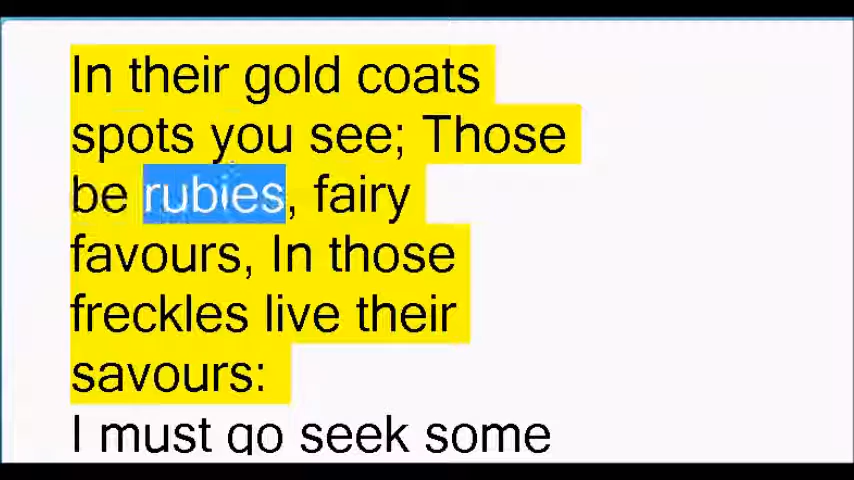 In their gold coats
spots you see; Those
be rubies, fairy
favours, In those
freckles live their
savours:
I must go seek some